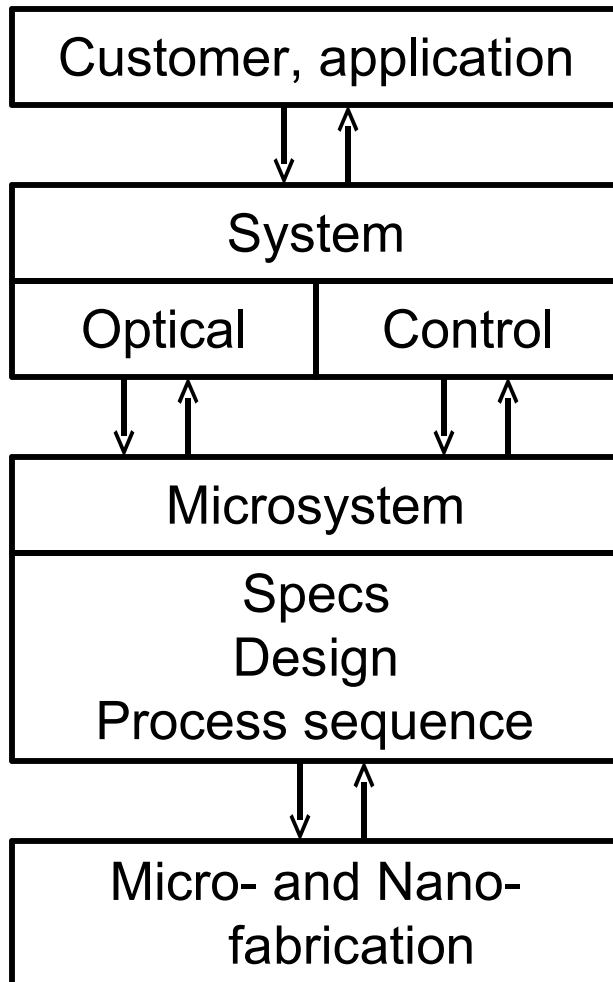 Customer, application
System
Optical
Control
Microsystem
Specs
Design
Process sequence
Micro- and Nano-
fabrication